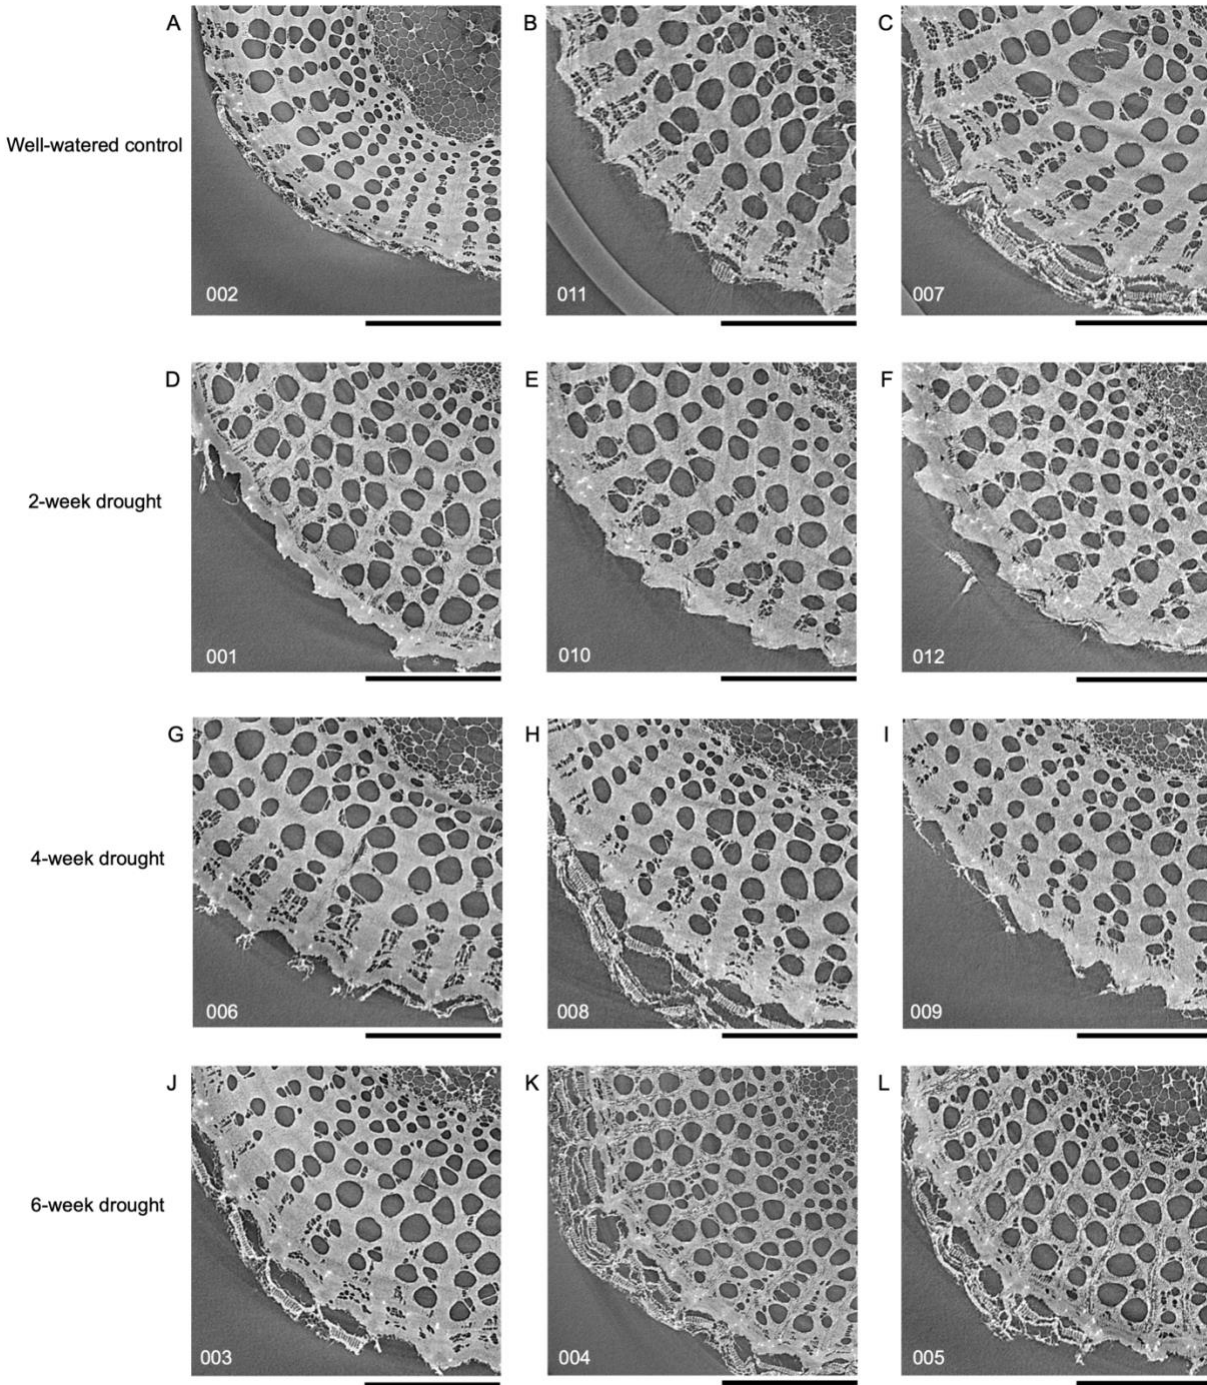 A
B
C
Well-watered control
002
011
007
D
E
F
2-week drought
001
010
012
G
H
I
4-week drought
006
008
009
J
K
L
6-week drought
003
004
005